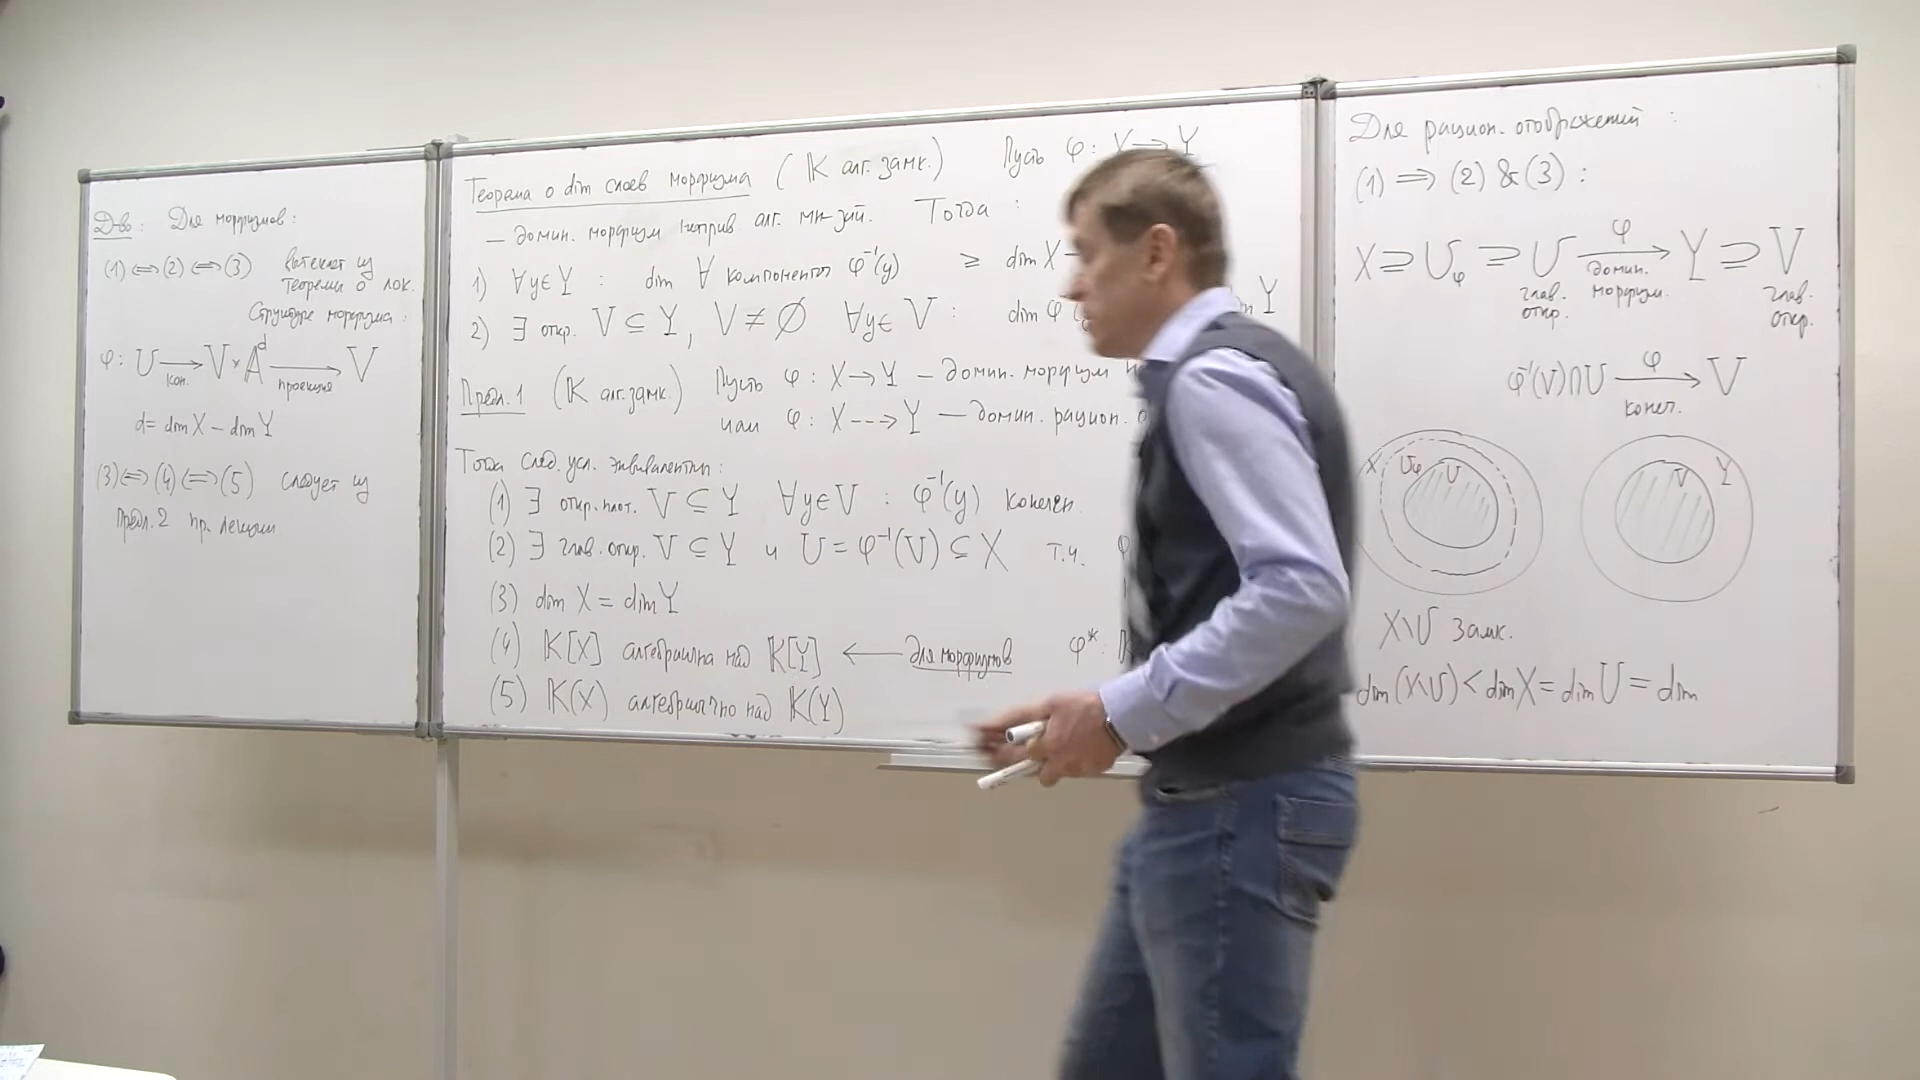 Д-во: Для морфизмов:
(1) ⟺ (2) ⟺ (3) вытекает из
теоремы о лок.
структуре морфизма:
φ: U → V × A^d → V
кон. проекция
d = dim X − dim Y
(3) ⟺ (4) ⟺ (5) следует из
Предл. 2 пр. лекции
Теорема о dim слоев морфизма (K алг. замк.) Пусть φ: X → Y
— домин. морфизм неприв алг. мн-зий. Тогда:
1) ∀y∈Y : dim ∀ компоненты φ⁻¹(y) ≥ dim X −
2) ∃ откр. V ⊆ Y, V ≠ ∅ ∀y∈V : dim φ Y
Предл. 1 (K алг. замк.) Пусть φ: X → Y — домин. морфизм
или φ: X ⇢ Y — домин. рацион.
Тогда след. усл. эквивалентны:
(1) ∃ откр. плот. V ⊆ Y ∀y∈V : φ⁻¹(y) конечен.
(2) ∃ глав. откр. V ⊆ Y и U = φ⁻¹(V) ⊆ X т.ч.
(3) dim X = dim Y
(4) K[X] алгебраична над K[Y] ← для морфизмов φ*: K
(5) K(X) алгебраично над K(Y)
Для рацион. отображений:
(1) ⟹ (2) & (3):
X ⊇ U_φ ⊇ U → Y ⊇ V
φ
глав. откр. домин. морфизм. глав. откр.
φ⁻¹(V) ∩ U → V
φ
конеч.
X U_φ U V Y
X \ U замк.
dim (X\U) < dim X = dim U = dim